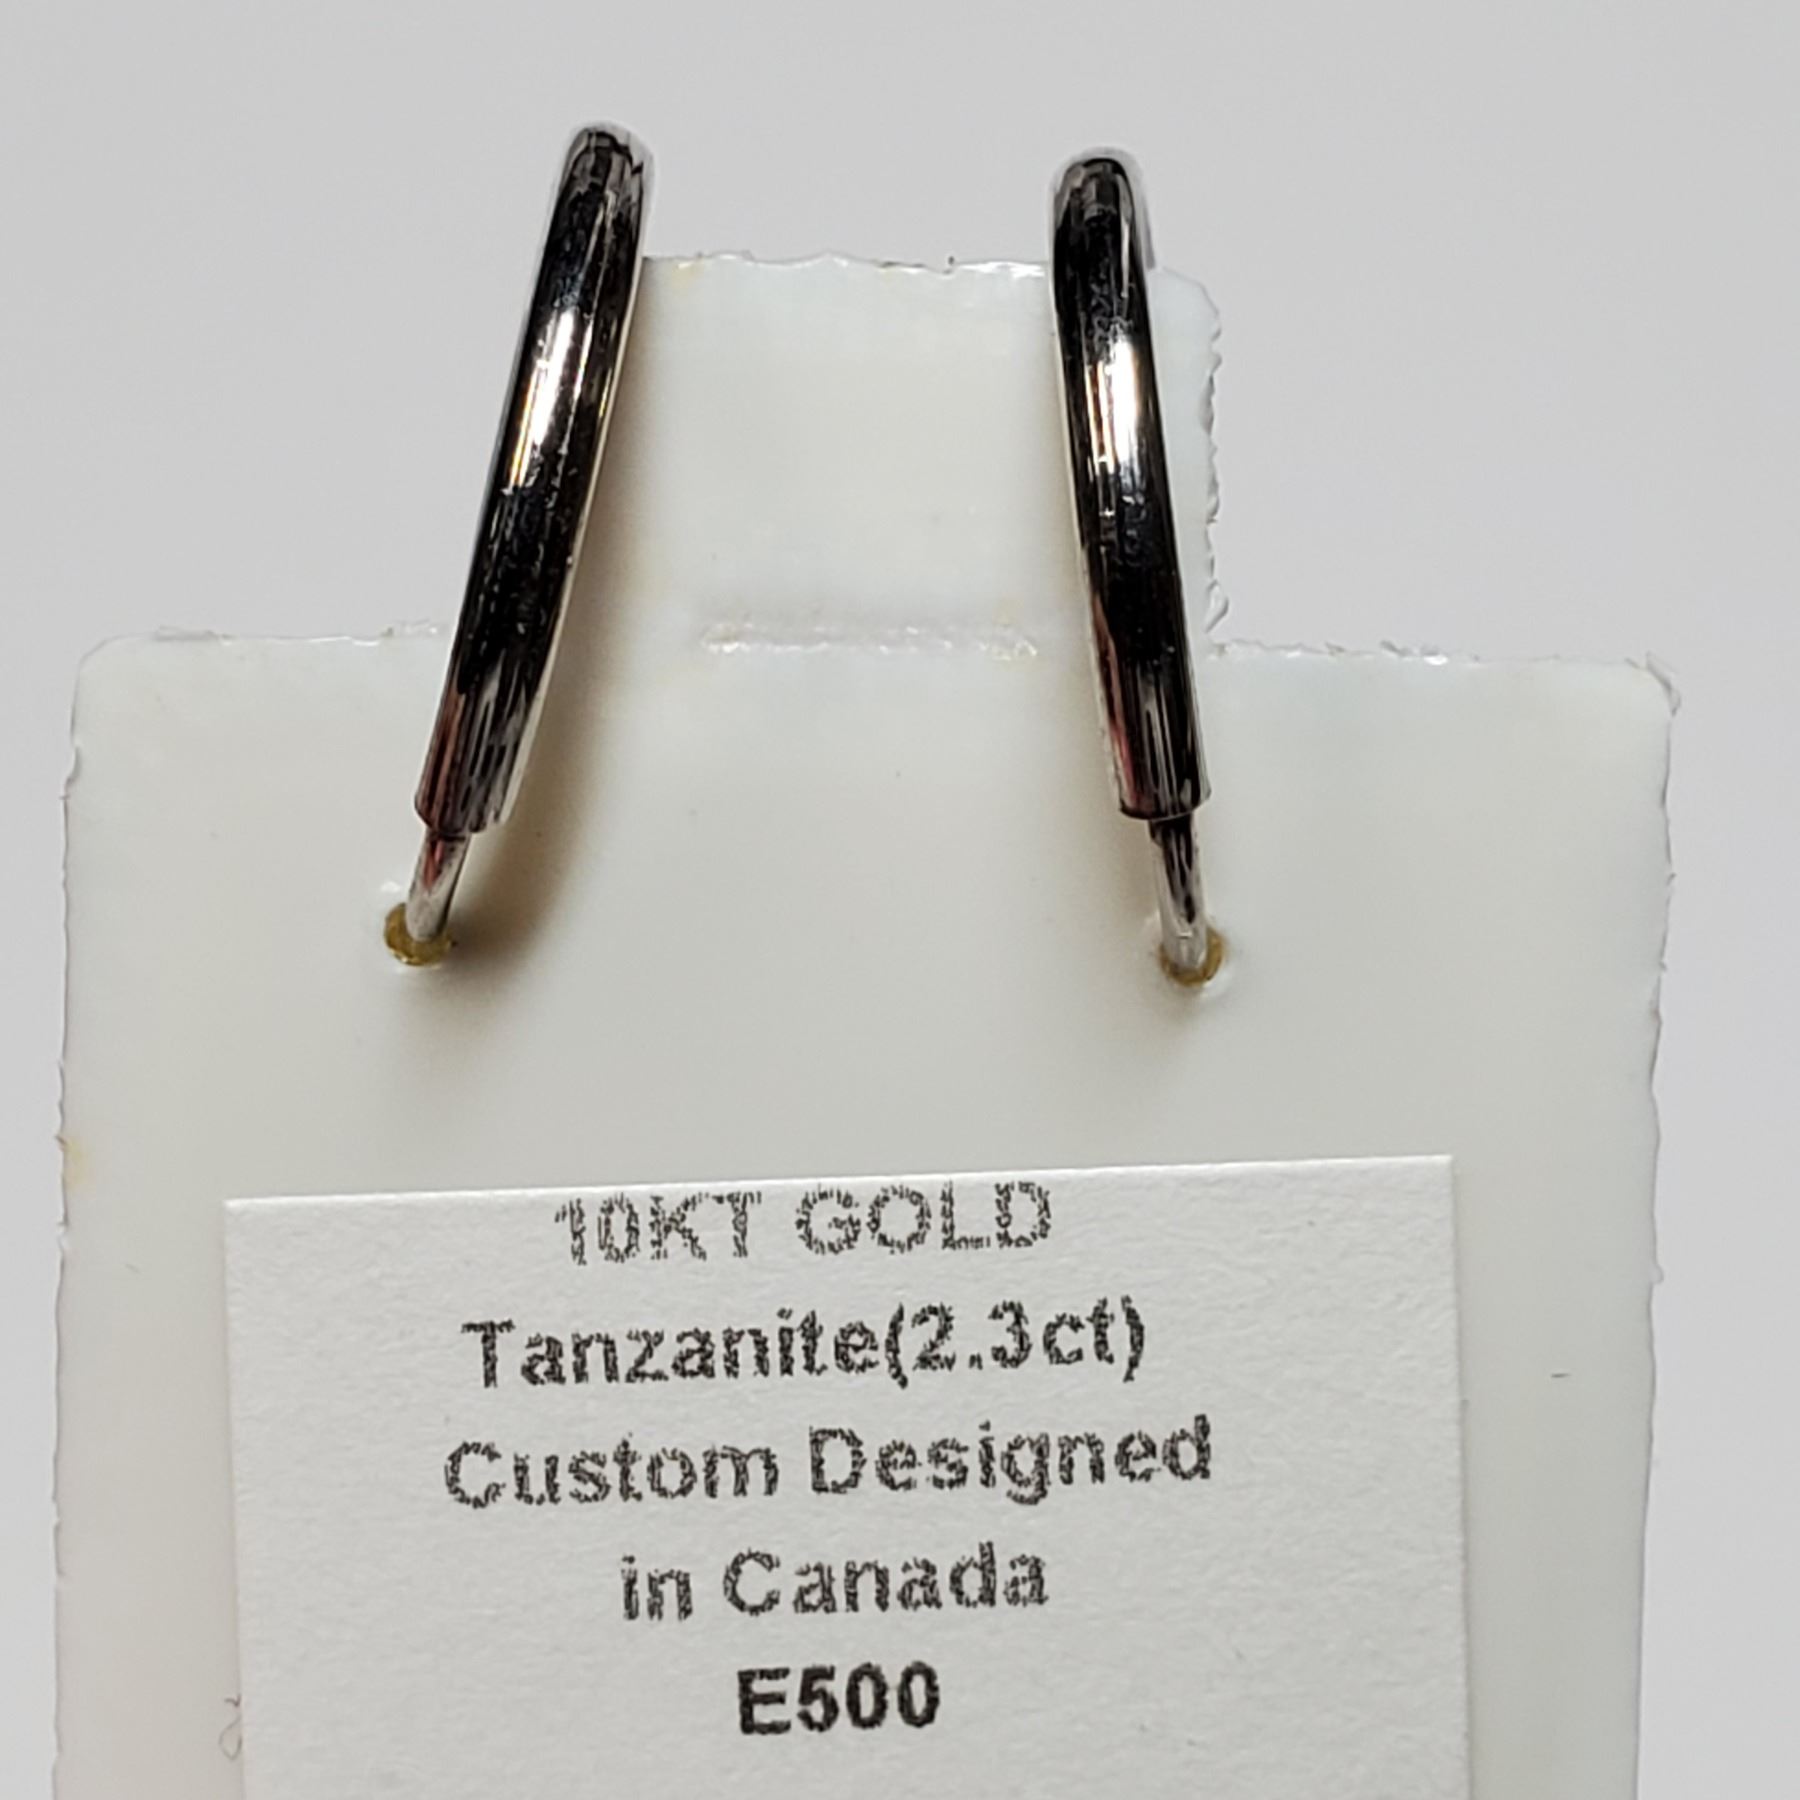 10KT GOLD
Tanzanite(2.3ct)
Custom Designed
in Canada
E500